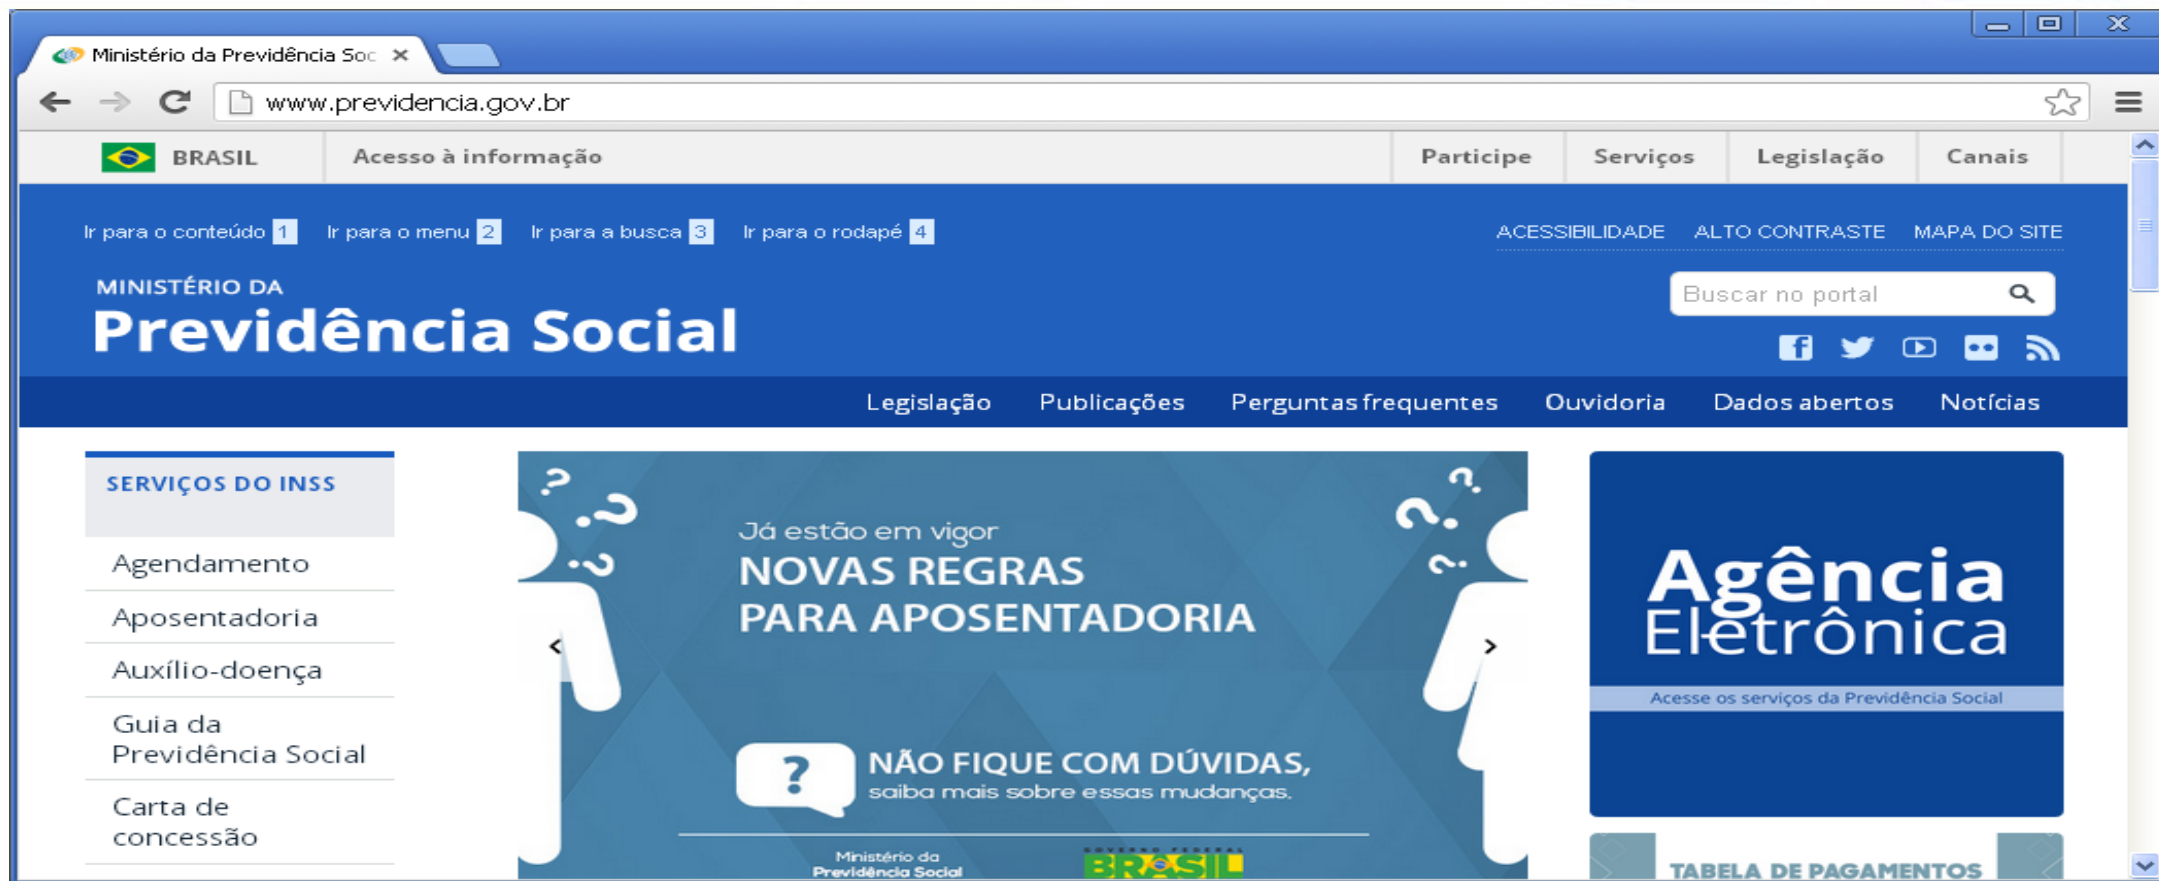 Ministério da Previdência Soc
www.previdencia.gov.br
BRASIL Acesso à informação Participe Serviços Legislação Canais
Ir para o conteúdo 1 Ir para o menu 2 Ir para a busca 3 Ir para o rodapé 4 ACESSIBILIDADE ALTO CONTRASTE MAPA DO SITE
MINISTÉRIO DA
Previdência Social
Buscar no portal
Legislação Publicações Perguntas frequentes Ouvidoria Dados abertos Notícias
SERVIÇOS DO INSS
Agendamento
Aposentadoria
Auxílio-doença
Guia da
Previdência Social
Carta de
concessão
Já estão em vigor
NOVAS REGRAS
PARA APOSENTADORIA
? NÃO FIQUE COM DÚVIDAS,
saiba mais sobre essas mudanças.
Ministério da
Previdência Social
GOVERNO FEDERAL
BRASIL
Agência
Eletrônica
Acesse os serviços da Previdência Social
TABELA DE PAGAMENTOS